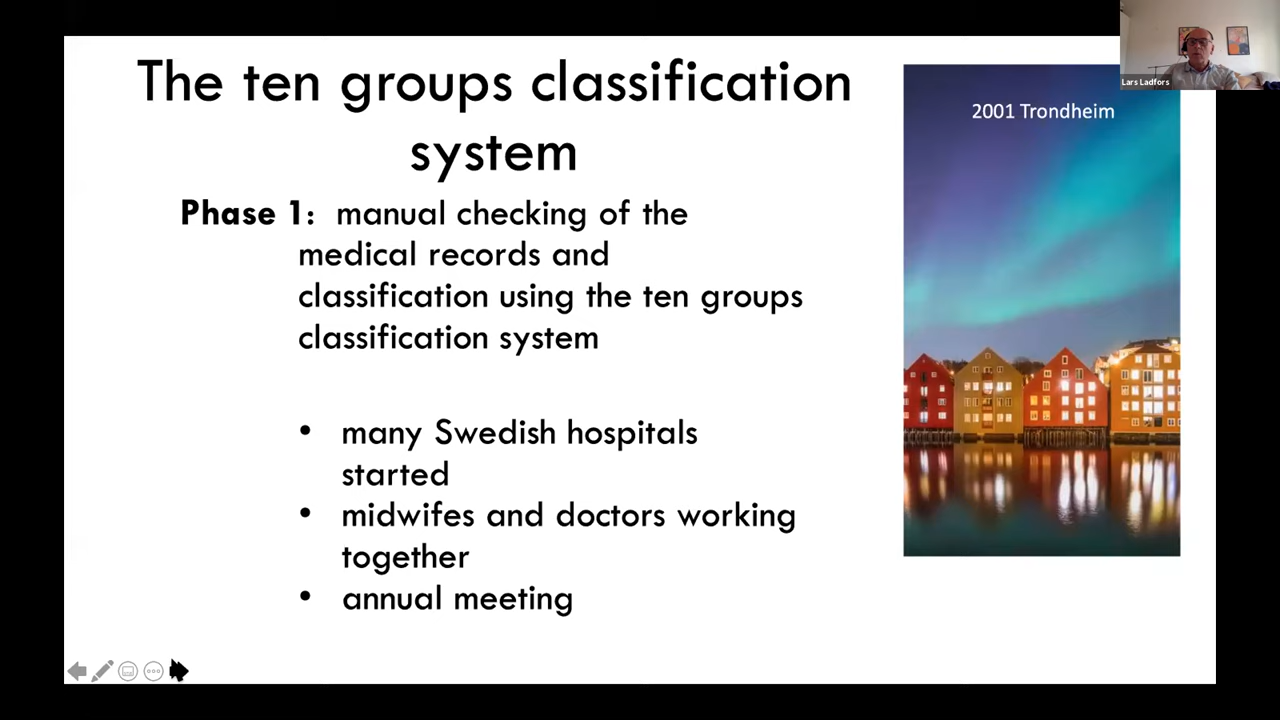 The ten groups classification
system
Phase 1: manual checking of the
medical records and
classification using the ten groups
classification system
• many Swedish hospitals
started
• midwifes and doctors working
together
• annual meeting
2001 Trondheim
Lars Ladfors